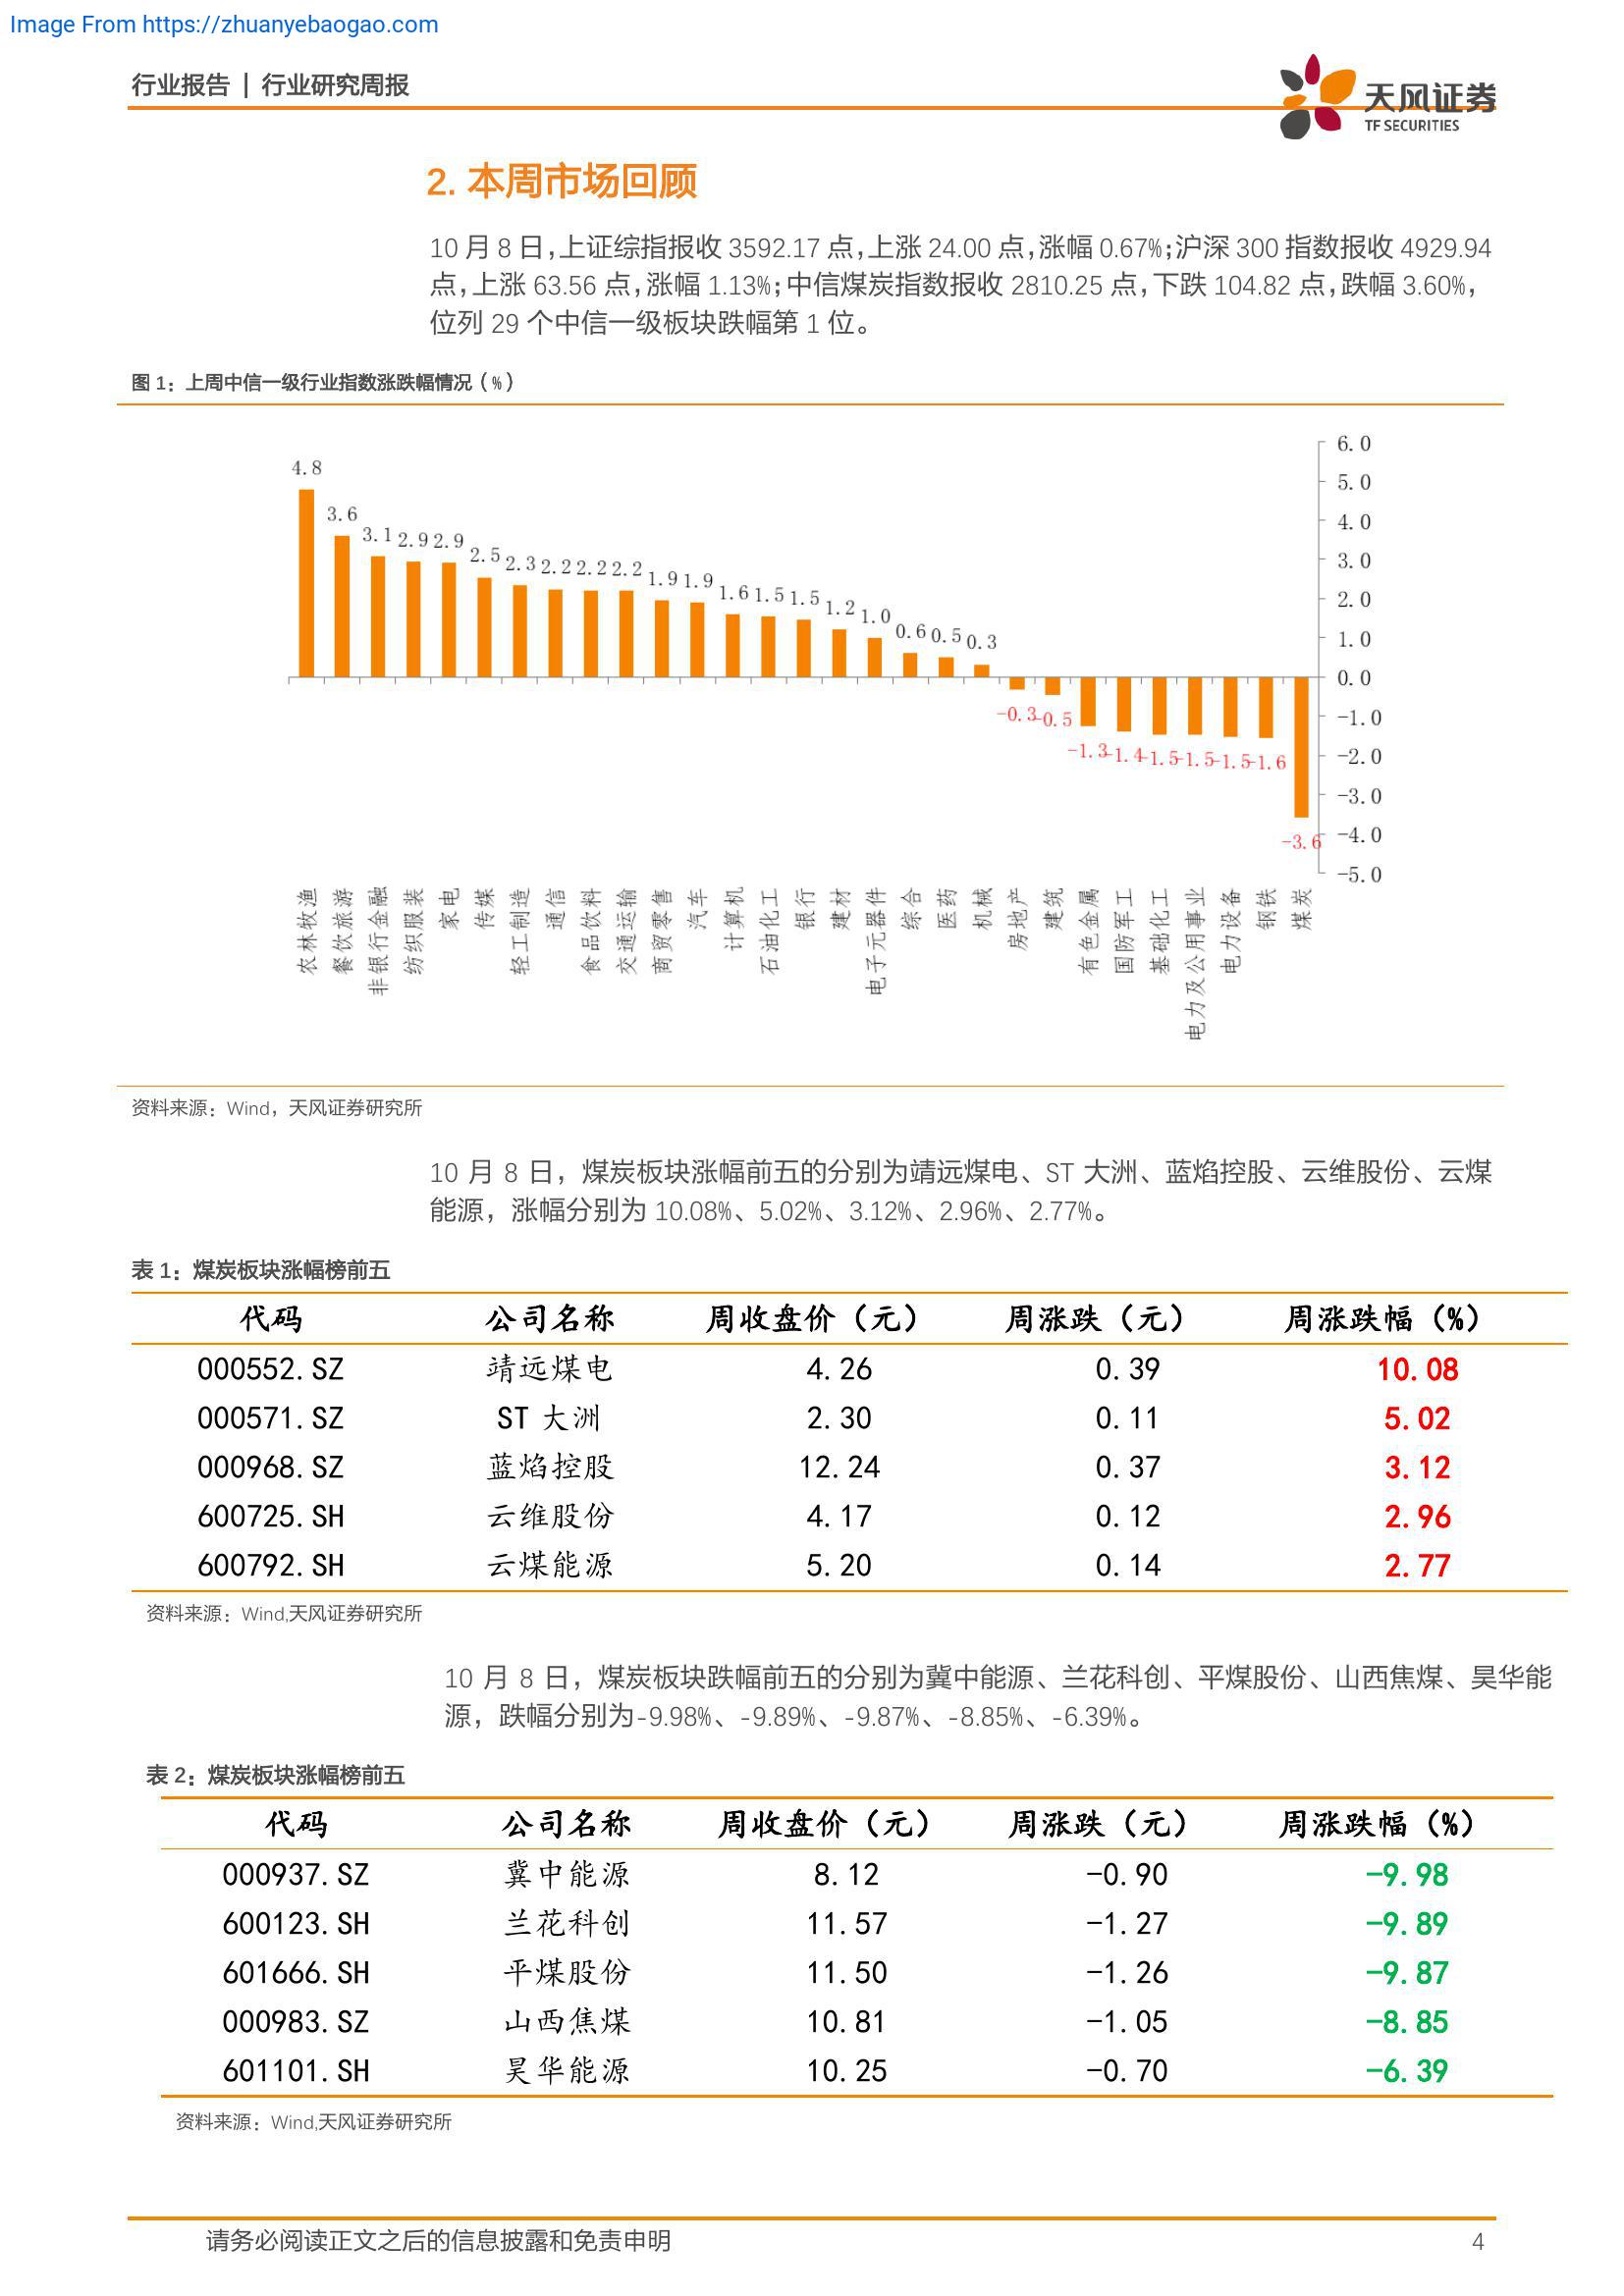 Image From https://zhuanyebaogao.com
行业报告 | 行业研究周报
天风证券
TF SECURITIES
2. 本周市场回顾
10 月 8 日，上证综指报收 3592.17 点，上涨 24.00 点，涨幅 0.67%；沪深 300 指数报收 4929.94
点，上涨 63.56 点，涨幅 1.13%；中信煤炭指数报收 2810.25 点，下跌 104.82 点，跌幅 3.60%，
位列 29 个中信一级板块跌幅第 1 位。
图 1：上周中信一级行业指数涨跌幅情况（%）
4.8
3.6
3.1
2.9
2.9
2.5
2.3
2.2
2.2
2.2
1.9
1.9
1.6
1.5
1.5
1.2
1.0
0.6
0.5
0.3
-0.3
-0.5
-1.3
-1.4
-1.5
-1.5
-1.5
-1.6
-3.6
6.0
5.0
4.0
3.0
2.0
1.0
0.0
-1.0
-2.0
-3.0
-4.0
-5.0
农林牧渔
餐饮旅游
非银行金融
纺织服装
家电
传媒
轻工制造
通信
食品饮料
交通运输
商贸零售
汽车
计算机
石油化工
银行
建材
电子元器件
综合
医药
机械
房地产
建筑
有色金属
国防军工
基础化工
电力及公用事业
电力设备
钢铁
煤炭
资料来源：Wind，天风证券研究所
10 月 8 日，煤炭板块涨幅前五的分别为靖远煤电、ST 大洲、蓝焰控股、云维股份、云煤
能源，涨幅分别为 10.08%、5.02%、3.12%、2.96%、2.77%。
表 1：煤炭板块涨幅榜前五
代码 公司名称 周收盘价（元） 周涨跌（元） 周涨跌幅（%）
000552.SZ 靖远煤电 4.26 0.39 10.08
000571.SZ ST 大洲 2.30 0.11 5.02
000968.SZ 蓝焰控股 12.24 0.37 3.12
600725.SH 云维股份 4.17 0.12 2.96
600792.SH 云煤能源 5.20 0.14 2.77
资料来源：Wind,天风证券研究所
10 月 8 日，煤炭板块跌幅前五的分别为冀中能源、兰花科创、平煤股份、山西焦煤、昊华能
源，跌幅分别为-9.98%、-9.89%、-9.87%、-8.85%、-6.39%。
表 2：煤炭板块涨幅榜前五
代码 公司名称 周收盘价（元） 周涨跌（元） 周涨跌幅（%）
000937.SZ 冀中能源 8.12 -0.90 -9.98
600123.SH 兰花科创 11.57 -1.27 -9.89
601666.SH 平煤股份 11.50 -1.26 -9.87
000983.SZ 山西焦煤 10.81 -1.05 -8.85
601101.SH 昊华能源 10.25 -0.70 -6.39
资料来源：Wind,天风证券研究所
请务必阅读正文之后的信息披露和免责申明 4